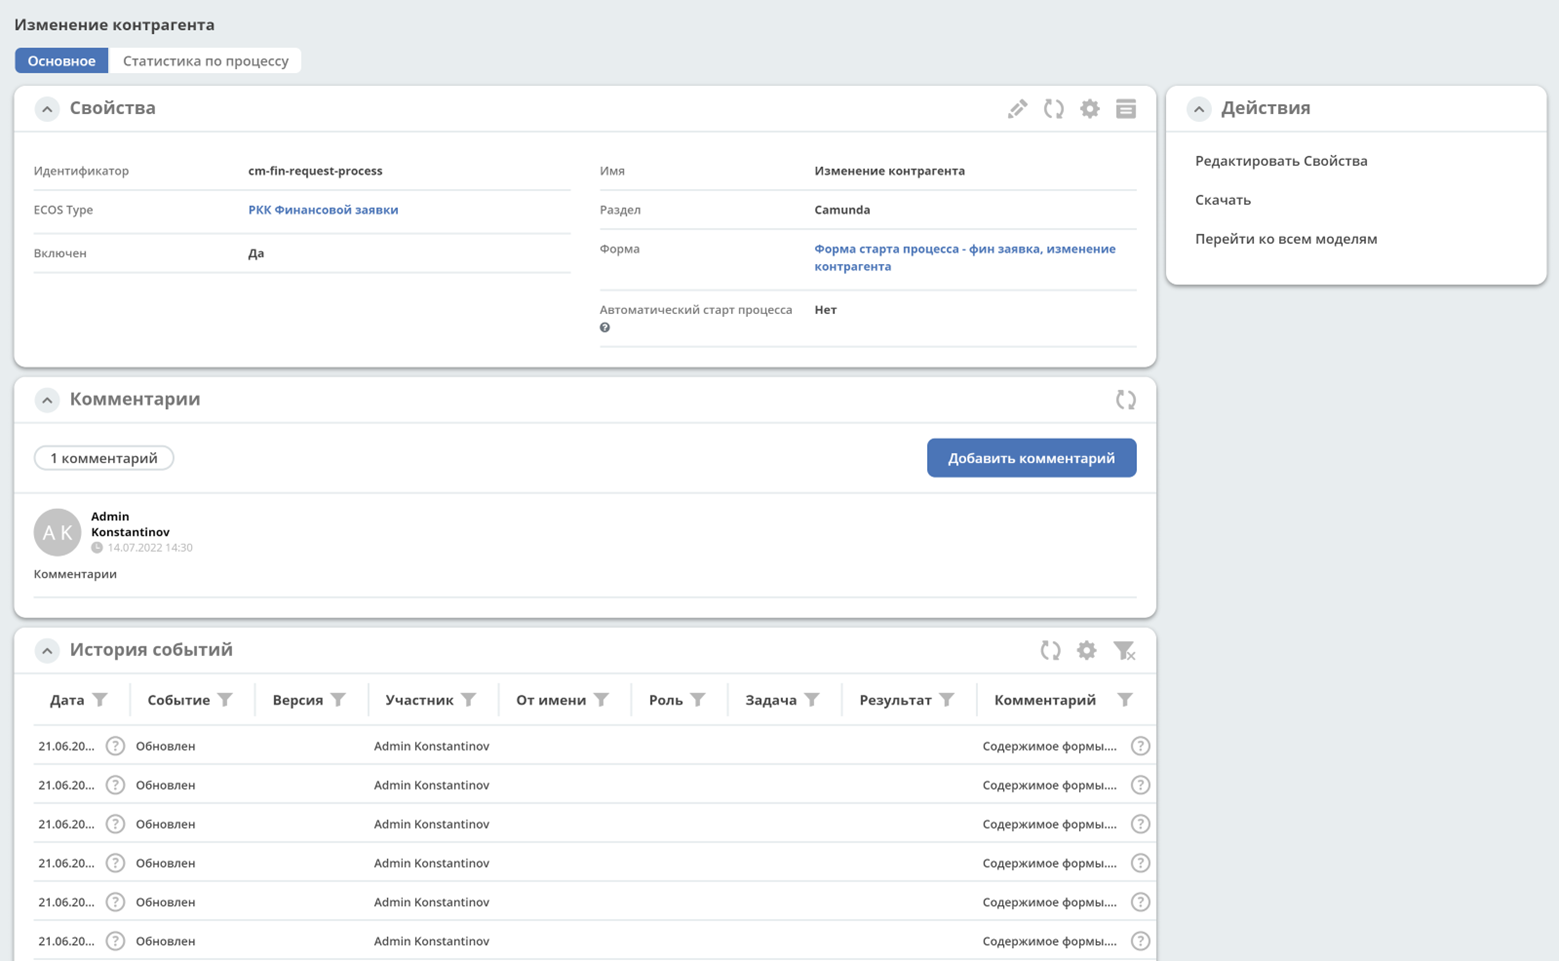 Изменение контрагента
Основное Статистика по процессу
Свойства
Идентификатор cm-fin-request-process
ECOS Type РКК Финансовой заявки
Включен Да
Имя Изменение контрагента
Раздел Camunda
Форма Форма старта процесса - фин заявка, изменение
контрагента
Автоматический старт процесса Нет
Действия
Редактировать Свойства
Скачать
Перейти ко всем моделям
Комментарии
1 комментарий Добавить комментарий
A K
Admin
Konstantinov
14.07.2022 14:30
Комментарии
История событий
Дата Событие Версия Участник От имени Роль Задача Результат Комментарий
21.06.20... ? Обновлен Admin Konstantinov Содержимое формы.... ?
21.06.20... ? Обновлен Admin Konstantinov Содержимое формы.... ?
21.06.20... ? Обновлен Admin Konstantinov Содержимое формы.... ?
21.06.20... ? Обновлен Admin Konstantinov Содержимое формы.... ?
21.06.20... ? Обновлен Admin Konstantinov Содержимое формы.... ?
21.06.20... ? Обновлен Admin Konstantinov Содержимое формы.... ?